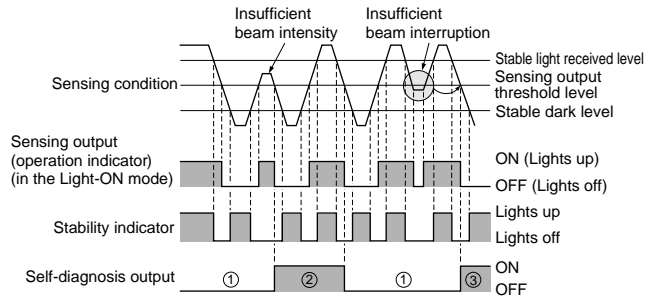 Insufficient
beam intensity
Insufficient
beam interruption
Sensing condition
Stable light received level
Sensing output
threshold level
Stable dark level
Sensing output
(operation indicator)
(in the Light-ON mode)
ON (Lights up)
OFF (Lights off)
Stability indicator
Lights up
Lights off
Self-diagnosis output
① ② ① ③
ON
OFF